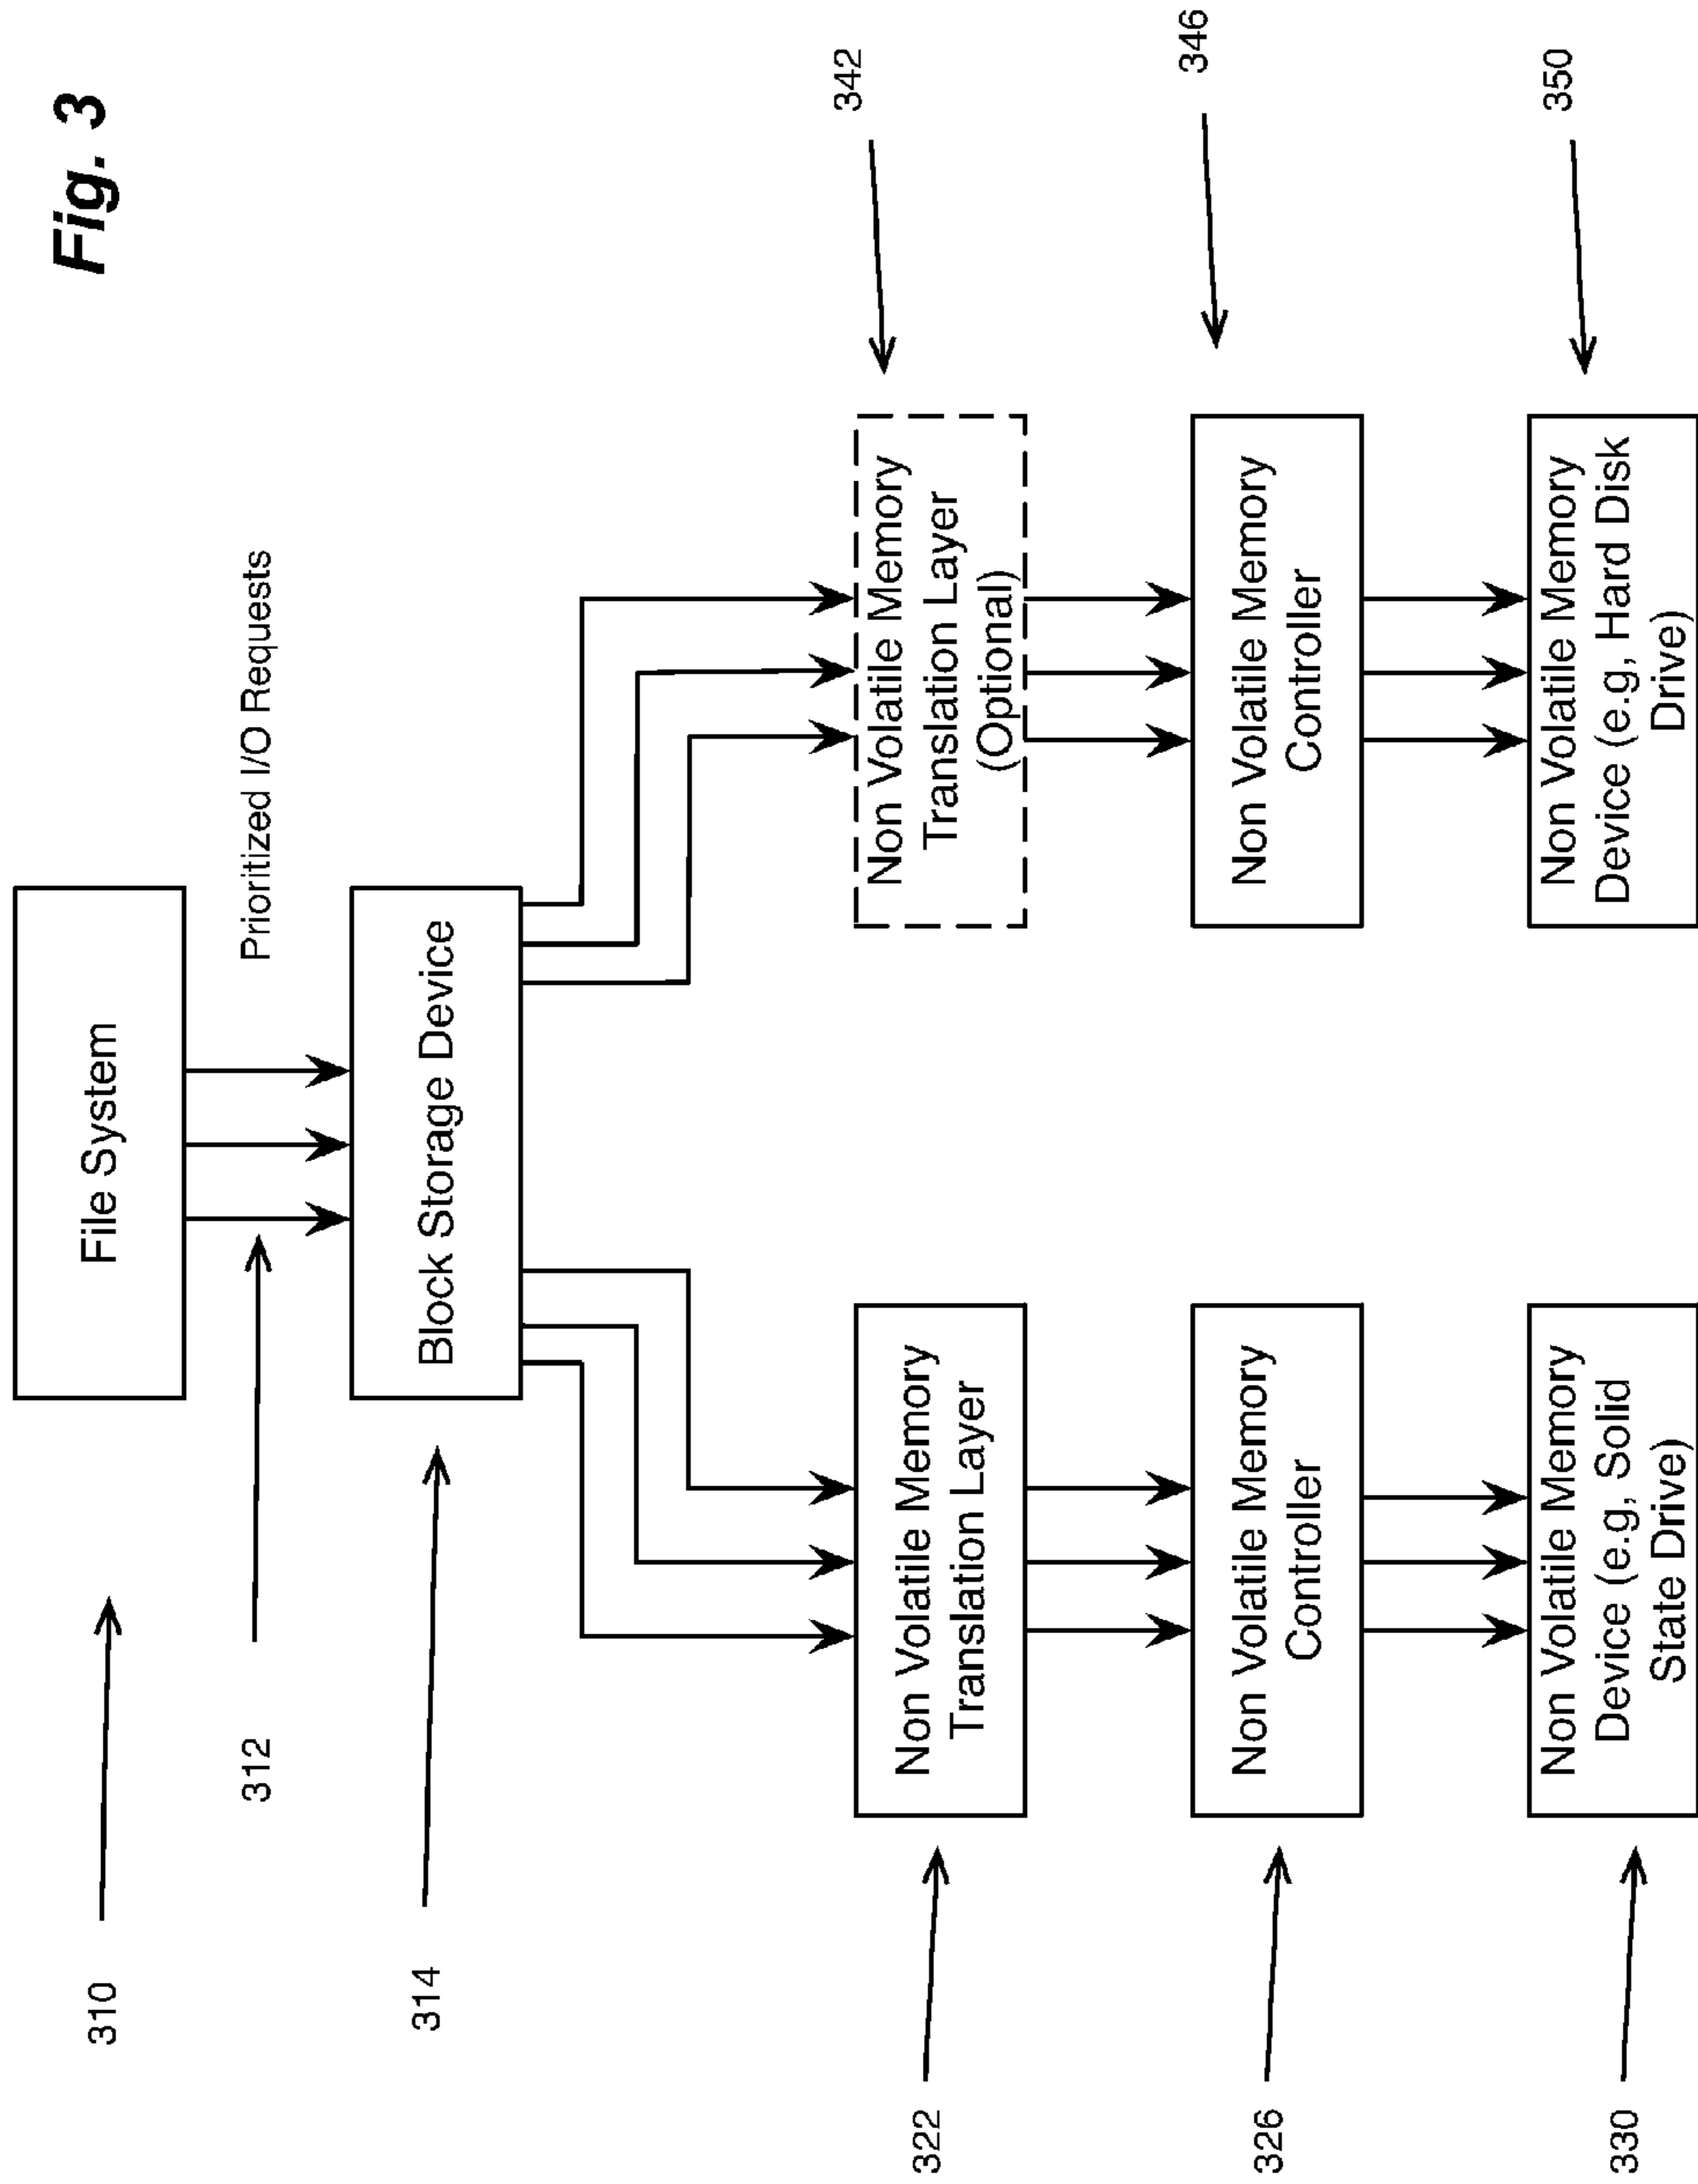 Fig. 3
310
File System
312
Prioritized I/O Requests
314
Block Storage Device
322
Non Volatile Memory
Translation Layer
342
Non Volatile Memory
Translation Layer
(Optional)
326
Non Volatile Memory
Controller
346
Non Volatile Memory
Controller
330
Non Volatile Memory
Device (e.g, Solid
State Drive)
350
Non Volatile Memory
Device (e.g, Hard Disk
Drive)